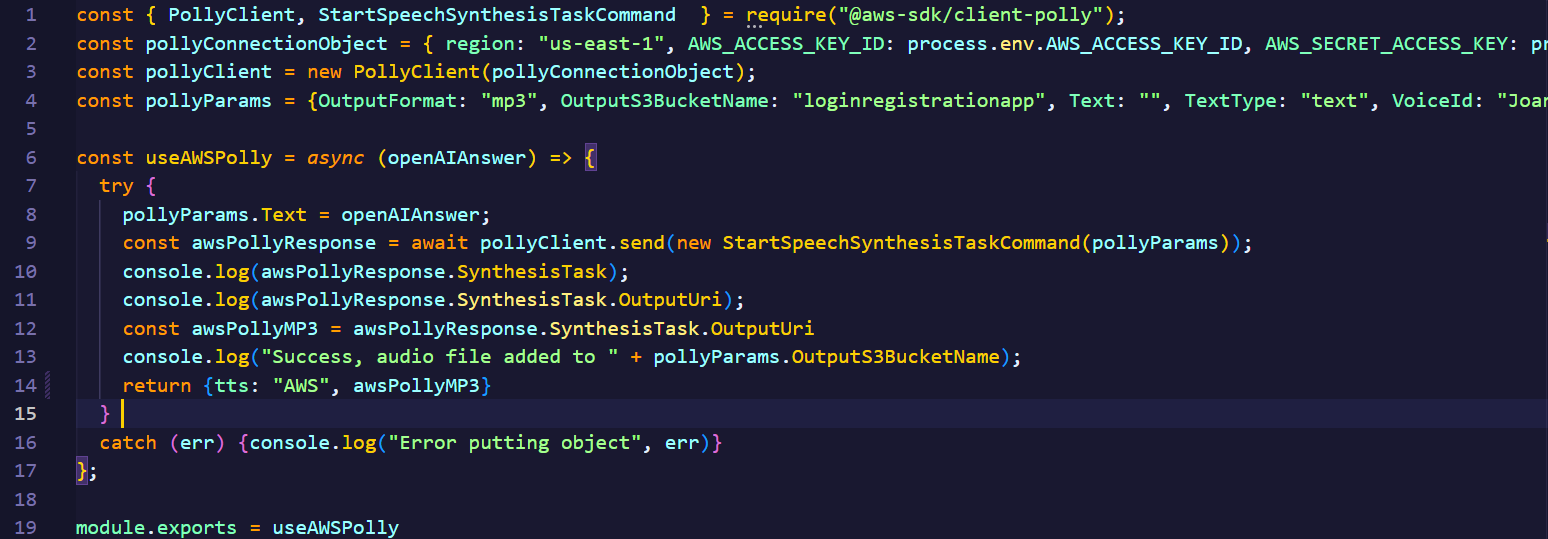 1 const { PollyClient, StartSpeechSynthesisTaskCommand  } = require("@aws-sdk/client-polly");
2 const pollyConnectionObject = { region: "us-east-1", AWS_ACCESS_KEY_ID: process.env.AWS_ACCESS_KEY_ID, AWS_SECRET_ACCESS_KEY: pr
3 const pollyClient = new PollyClient(pollyConnectionObject);
4 const pollyParams = {OutputFormat: "mp3", OutputS3BucketName: "loginregistrationapp", Text: "", TextType: "text", VoiceId: "Joan
5
6 const useAWSPolly = async (openAIAnswer) => {
7   try {
8     pollyParams.Text = openAIAnswer;
9     const awsPollyResponse = await pollyClient.send(new StartSpeechSynthesisTaskCommand(pollyParams));
10     console.log(awsPollyResponse.SynthesisTask);
11     console.log(awsPollyResponse.SynthesisTask.OutputUri);
12     const awsPollyMP3 = awsPollyResponse.SynthesisTask.OutputUri
13     console.log("Success, audio file added to " + pollyParams.OutputS3BucketName);
14     return {tts: "AWS", awsPollyMP3}
15   }
16   catch (err) {console.log("Error putting object", err)}
17 };
18
19 module.exports = useAWSPolly